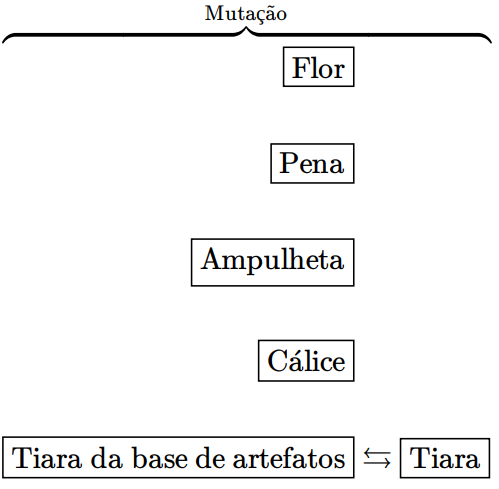 Mutação
Flor
Pena
Ampulheta
Cálice
Tiara da base de artefatos ⇆ Tiara